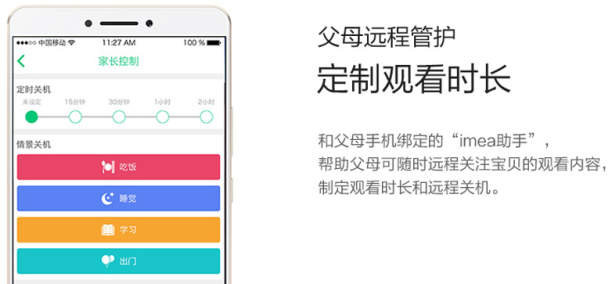 中国移动
11:27 AM
100 %
家长控制
定时关机
未设定
15分钟
30分钟
1小时
2小时
情景关机
吃饭
睡觉
学习
出门
父母远程管护
定制观看时长
和父母手机绑定的“imea助手”，
帮助父母可随时远程关注宝贝的观看内容，
制定观看时长和远程关机。